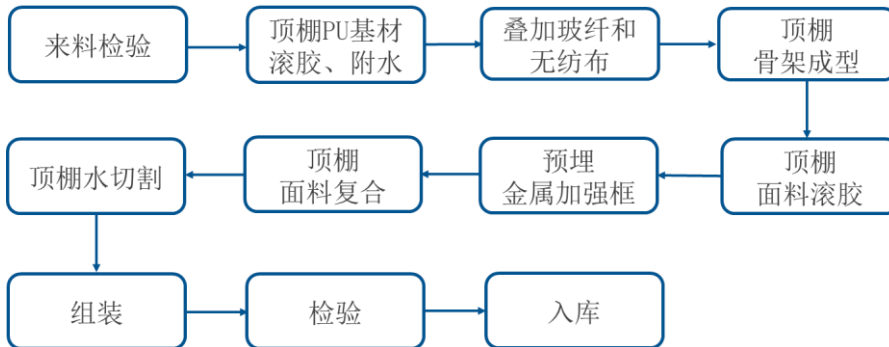 来料检验
顶棚PU基材
滚胶、附水
叠加玻纤和
无纺布
顶棚
骨架成型
顶棚
面料滚胶
预埋
金属加强框
顶棚
面料复合
顶棚水切割
组装
检验
入库